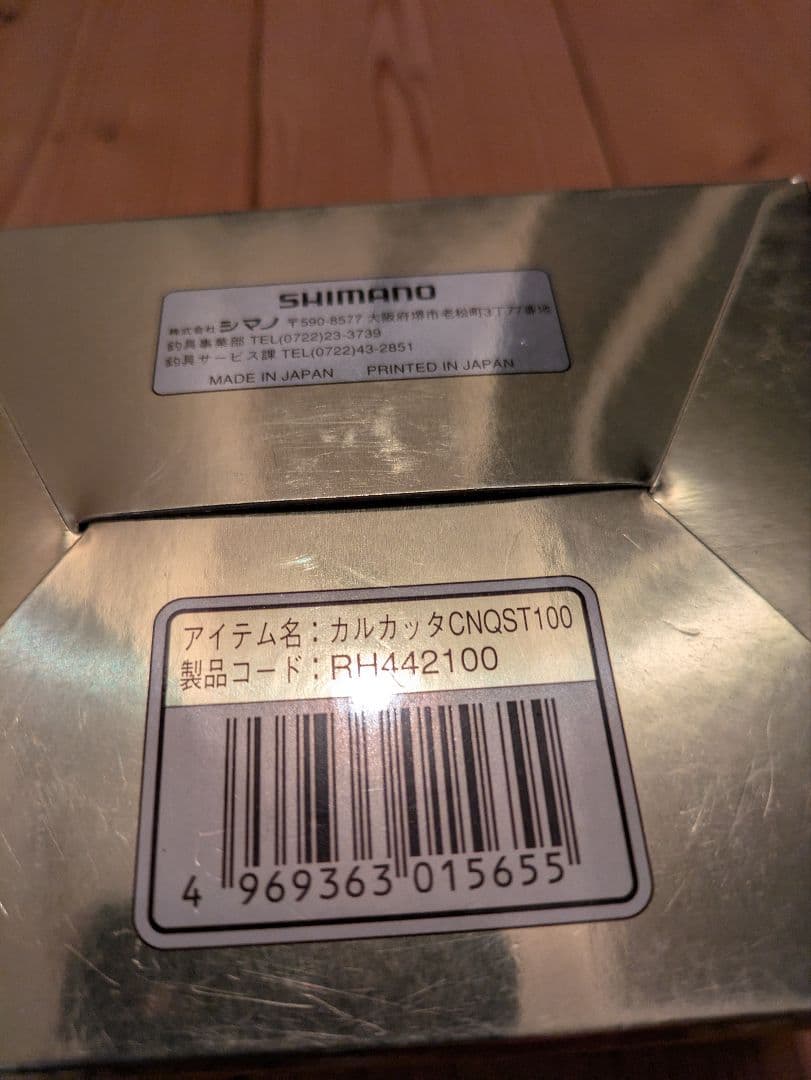 SHIMANO
株式会社シマノ 〒590-8577 大阪府堺市老松町3丁77番地
釣具事業部 TEL(0722)23-3739
釣具サービス課 TEL(0722)43-2851
MADE IN JAPAN PRINTED IN JAPAN
アイテム名：カルカッタCNQST100
製品コード：RH442100
4 969363 015655